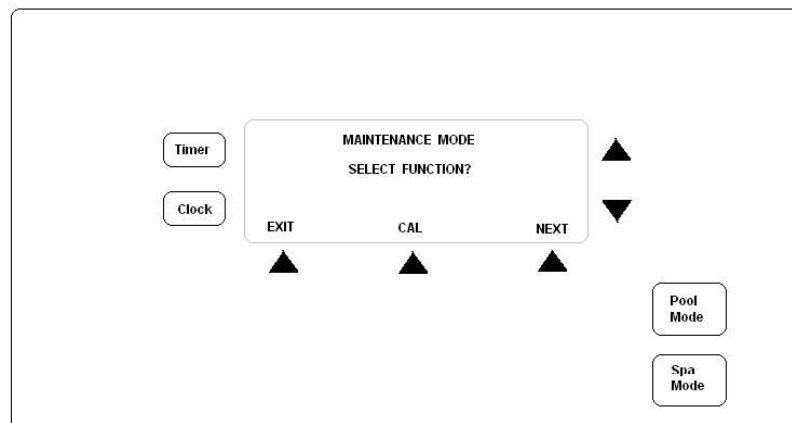 Timer
MAINTENANCE MODE
SELECT FUNCTION?
Clock
EXIT CAL NEXT
Pool
Mode
Spa
Mode